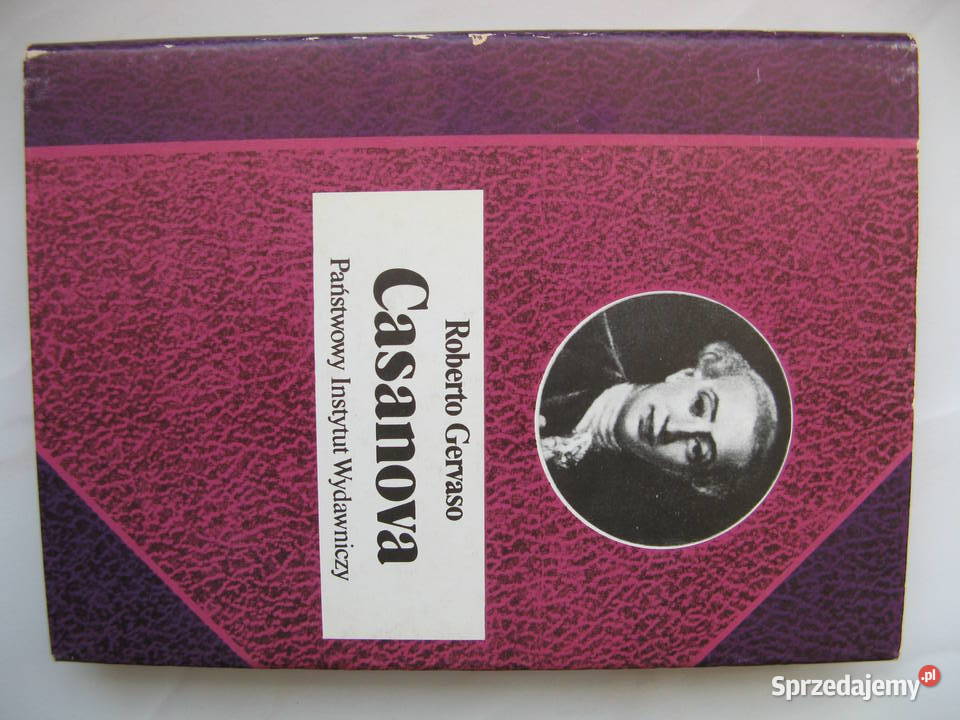 Roberto Gervaso
Casanova
Państwowy Instytut Wydawniczy
Sprzedajemy.pl